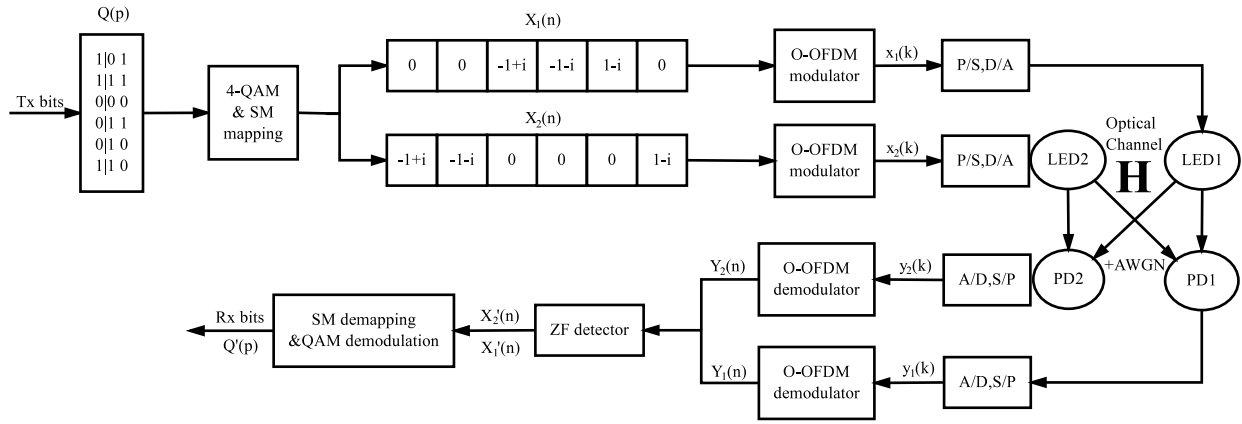 Q(p)
1|0 1
1|1 1
0|0 0
0|1 1
0|1 0
1|1 0
Tx bits
4-QAM
& SM
mapping
X₁(n)
0 0 -1+i -1-i 1-i 0
X₂(n)
-1+i -1-i 0 0 0 1-i
O-OFDM
modulator
x₁(k)
P/S,D/A
O-OFDM
modulator
x₂(k)
P/S,D/A
LED2
Optical
Channel
H
LED1
+AWGN
PD2
PD1
A/D,S/P
y₂(k)
O-OFDM
demodulator
Y₂(n)
A/D,S/P
y₁(k)
O-OFDM
demodulator
Y₁(n)
ZF detector
X₂'(n)
X₁'(n)
SM demapping
&QAM demodulation
Rx bits
Q'(p)